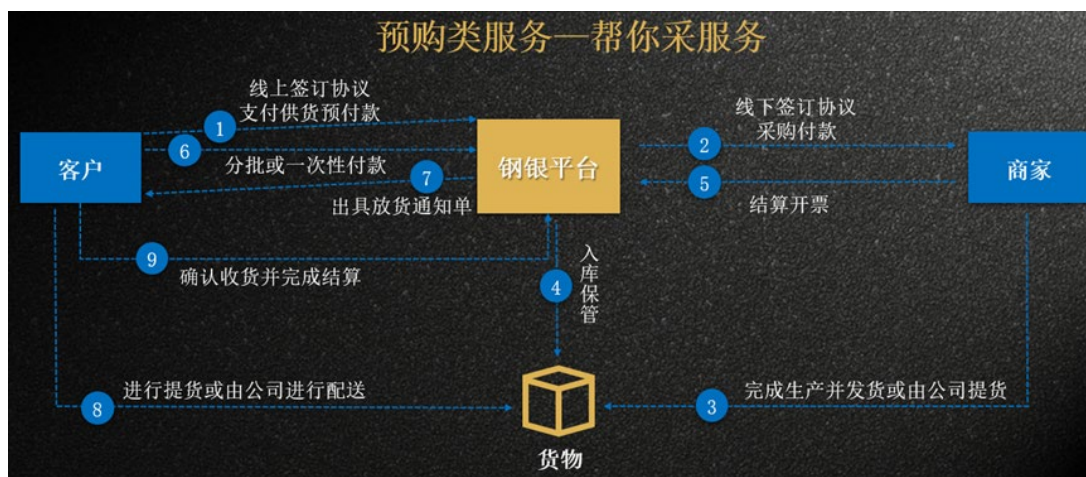 预购类服务—帮你采服务
线上签订协议
支付供货预付款
1
线下签订协议
采购付款
2
6
分批或一次性付款
客户
钢银平台
商家
7
出具放货通知单
5
结算开票
9
确认收货并完成结算
4
入库保管
进行提货或由公司进行配送
8
完成生产并发货或由公司提货
3
货物